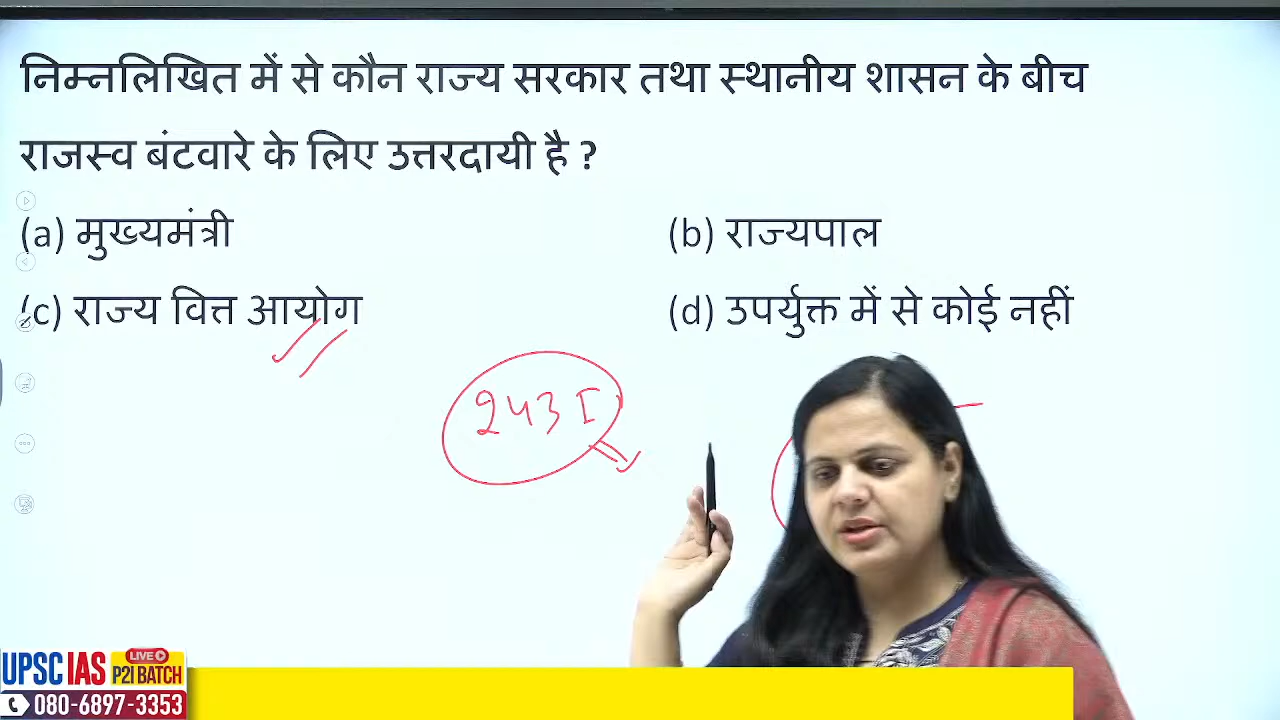 निम्नलिखित में से कौन राज्य सरकार तथा स्थानीय शासन के बीच
राजस्व बंटवारे के लिए उत्तरदायी है ?
(a) मुख्यमंत्री
(b) राज्यपाल
(c) राज्य वित्त आयोग
(d) उपर्युक्त में से कोई नहीं
243 I
UPSC IAS
LIVE
P2I BATCH
080-6897-3353